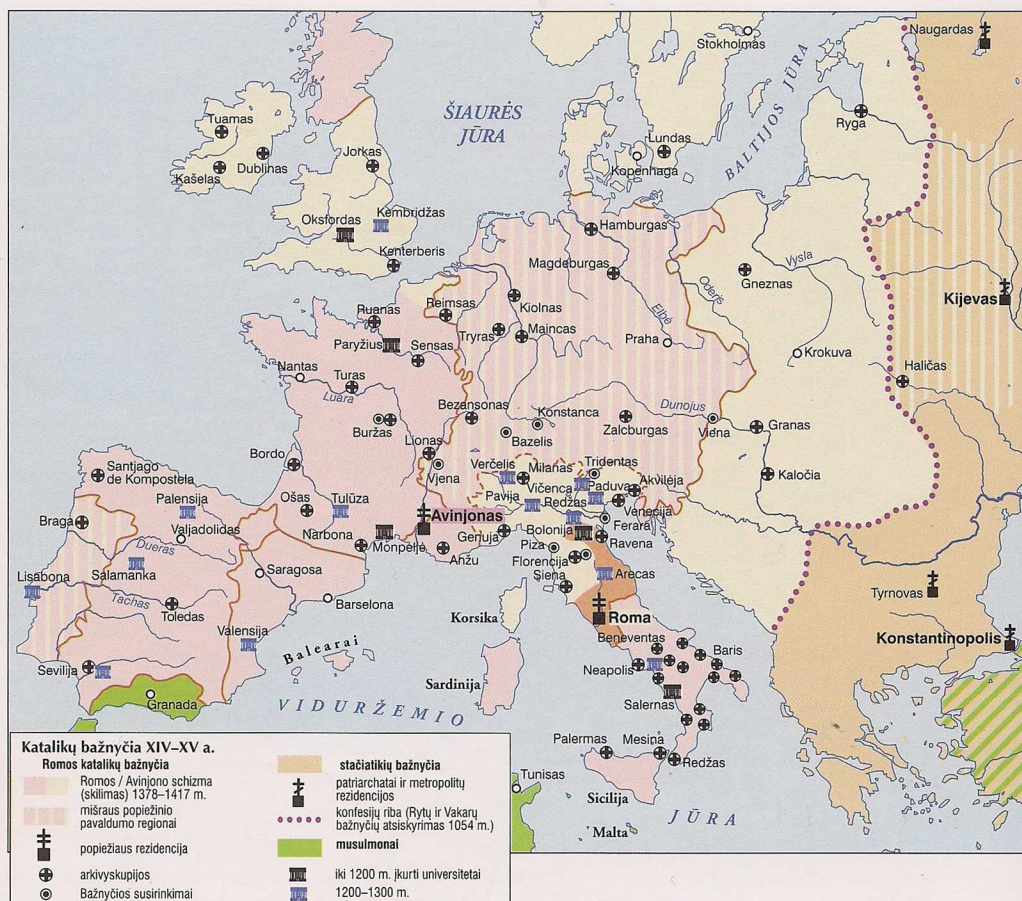 Naugardas
Stokholmas
ŠIAURĖS
JŪRA
BALTIJOS JŪRA
Tuamas
Ryga
Lundas
Jorkas
Dublinas
Kašelas
Kopenhaga
Oksfordas
Kembridžas
Hamburgas
Kenterberis
Magdeburgas
Vysla
Gneznas
Oderis
Kijevas
Ruanas
Reimsas
Kiolnas
Elbė
Paryžius
Sensas
Tryras
Maincas
Praha
Krokuva
Haličas
Nantas
Turas
Luara
Buržas
Bezansonas
Konstanca
Bazelis
Zalcburgas
Dunojus
Viena
Granas
Kaločia
Bordo
Lionas
Vjena
Verčelis
Milanas
Tridentas
Vičenca
Paduva
Akvilėja
Pavija
Redžas
Venecija
Santjago
de Kompostela
Palensija
Ošas
Tulūza
Avinjonas
Bolonija
Ferara
Braga
Valjadolidas
Narbona
Monpeljė
Genuja
Ravena
Anžu
Piza
Florencija
Dueras
Siena
Arecas
Lisabona
Salamanka
Saragosa
Tachas
Toledas
Barselona
Korsika
Roma
Tyrnovas
Konstantinopolis
Valensija
Balearai
Beneventas
Baris
Neapolis
Sevilija
Sardinija
Granada
VIDURŽEMIO
Salernas
Palermas
Mesina
Redžas
Sicilija
JŪRA
Tunisas
Malta
Katalikų bažnyčia XIV–XV a.
Romos katalikų bažnyčia
Romos / Avinjono schizma
(skilimas) 1378–1417 m.
mišraus popiežinio
pavaldumo regionai
popiežiaus rezidencija
arkivyskupijos
Bažnyčios susirinkimai
stačiatikių bažnyčia
patriarchatai ir metropolitų
rezidencijos
konfesijų riba (Rytų ir Vakarų
bažnyčių atsiskyrimas 1054 m.)
musulmonai
iki 1200 m. įkurti universitetai
1200–1300 m.